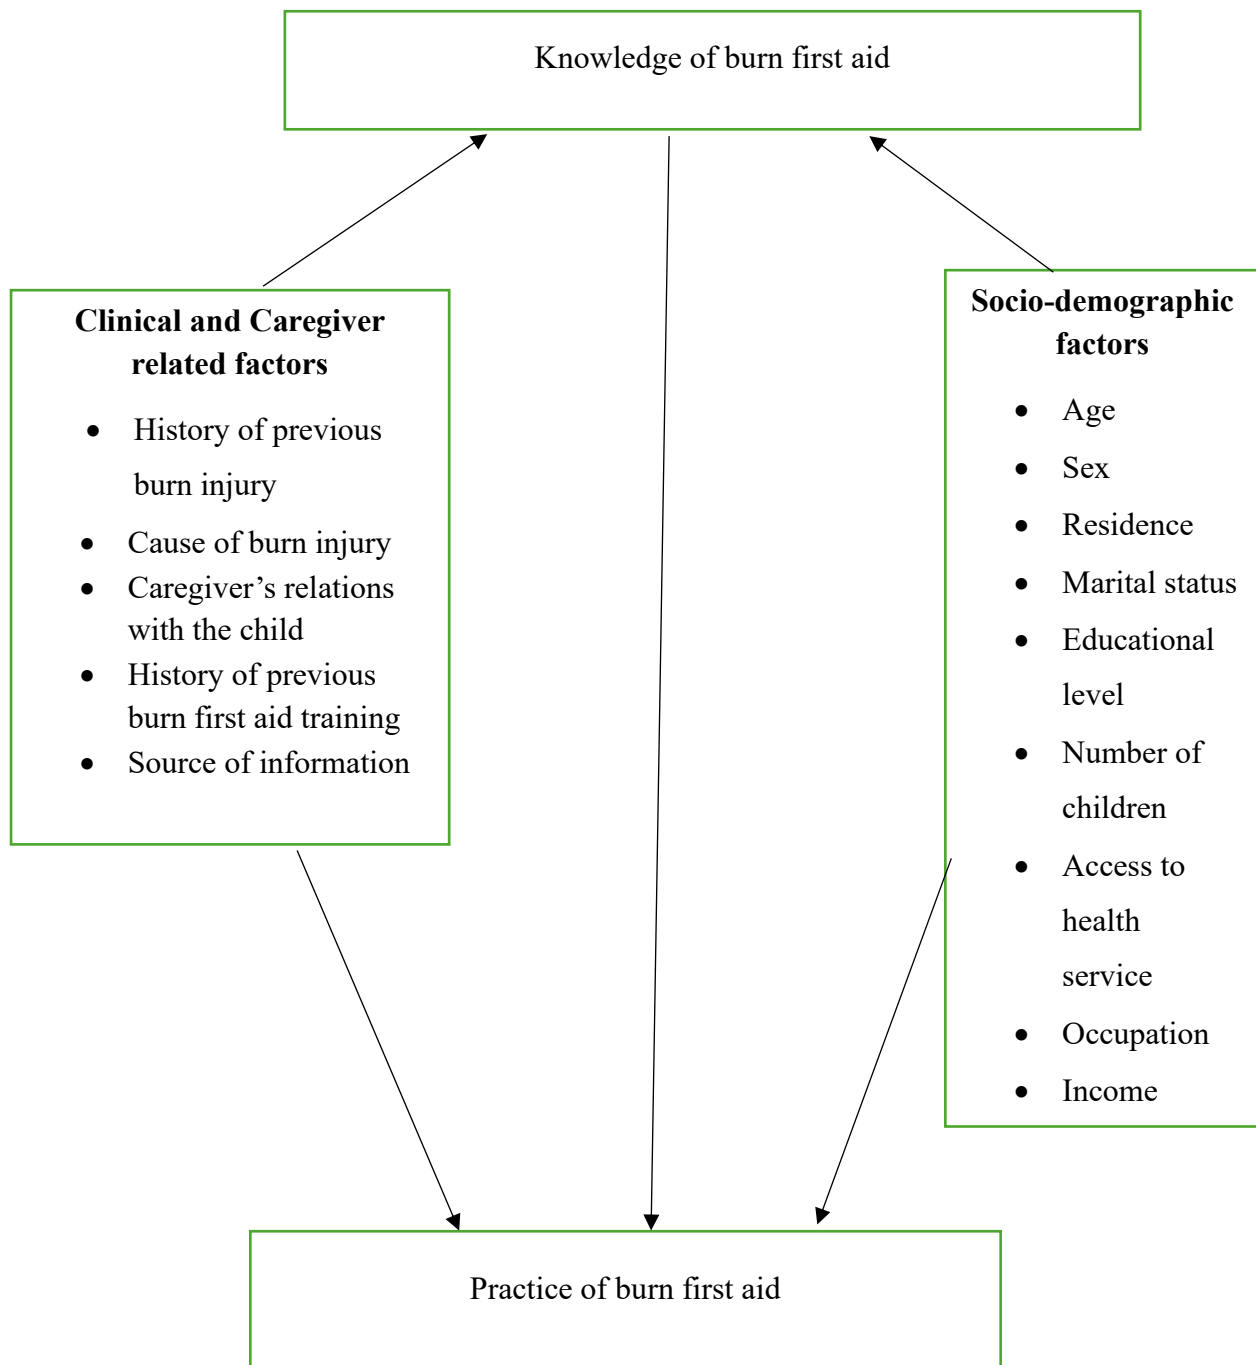 Knowledge of burn first aid
Clinical and Caregiver
related factors
• History of previous
burn injury
• Cause of burn injury
• Caregiver’s relations
with the child
• History of previous
burn first aid training
• Source of information
Socio-demographic
factors
• Age
• Sex
• Residence
• Marital status
• Educational
level
• Number of
children
• Access to
health
service
• Occupation
• Income
Practice of burn first aid